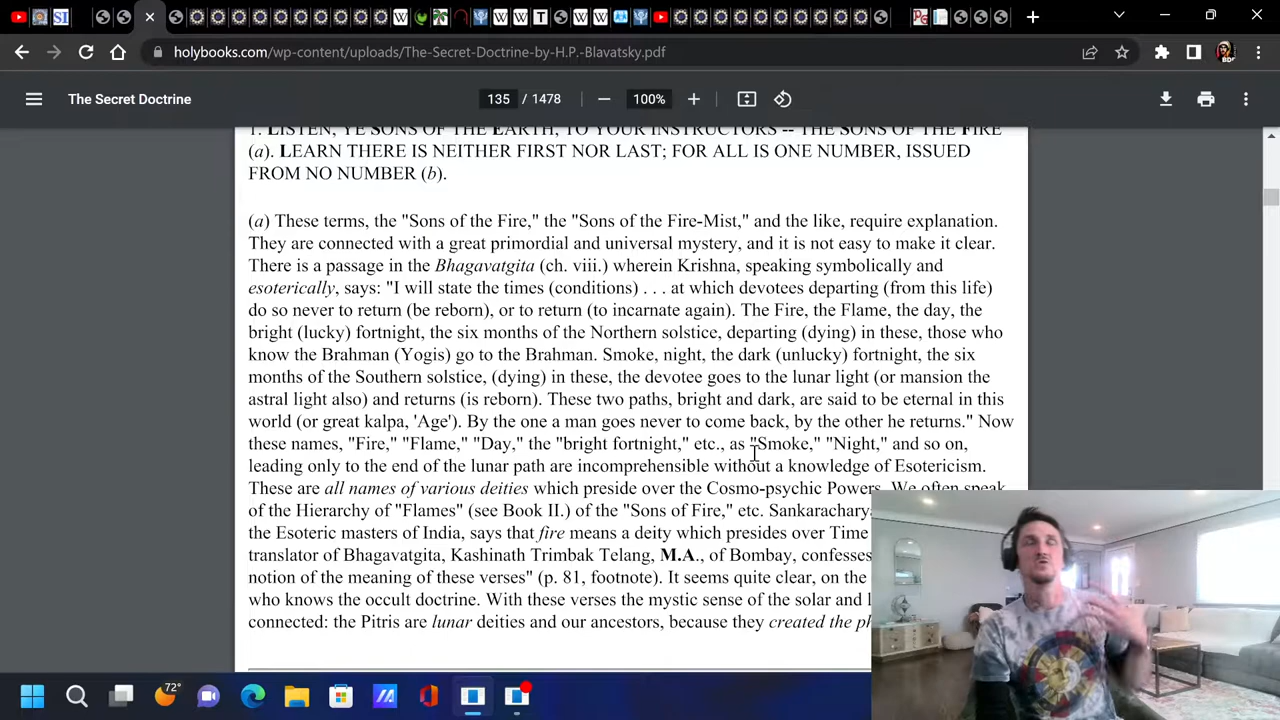 holybooks.com/wp-content/uploads/The-Secret-Doctrine-by-H.P.-Blavatsky.pdf
The Secret Doctrine
135 / 1478
100%
1. LISTEN, YE SONS OF THE EARTH, TO YOUR INSTRUCTORS -- THE SONS OF THE FIRE
(a). LEARN THERE IS NEITHER FIRST NOR LAST; FOR ALL IS ONE NUMBER, ISSUED
FROM NO NUMBER (b).
(a) These terms, the "Sons of the Fire," the "Sons of the Fire-Mist," and the like, require explanation.
They are connected with a great primordial and universal mystery, and it is not easy to make it clear.
There is a passage in the Bhagavatgita (ch. viii.) wherein Krishna, speaking symbolically and
esoterically, says: "I will state the times (conditions) . . . at which devotees departing (from this life)
do so never to return (be reborn), or to return (to incarnate again). The Fire, the Flame, the day, the
bright (lucky) fortnight, the six months of the Northern solstice, departing (dying) in these, those who
know the Brahman (Yogis) go to the Brahman. Smoke, night, the dark (unlucky) fortnight, the six
months of the Southern solstice, (dying) in these, the devotee goes to the lunar light (or mansion the
astral light also) and returns (is reborn). These two paths, bright and dark, are said to be eternal in this
world (or great kalpa, 'Age'). By the one a man goes never to come back, by the other he returns." Now
these names, "Fire," "Flame," "Day," the "bright fortnight," etc., as "Smoke," "Night," and so on,
leading only to the end of the lunar path are incomprehensible without a knowledge of Esotericism.
These are all names of various deities which preside over the Cosmo-psychic Powers. We often speak
of the Hierarchy of "Flames" (see Book II.) of the "Sons of Fire," etc. Sankarachary
the Esoteric masters of India, says that fire means a deity which presides over Time
translator of Bhagavatgita, Kashinath Trimbak Telang, M.A., of Bombay, confesses
notion of the meaning of these verses" (p. 81, footnote). It seems quite clear, on the
who knows the occult doctrine. With these verses the mystic sense of the solar and
connected: the Pitris are lunar deities and our ancestors, because they created the
72°